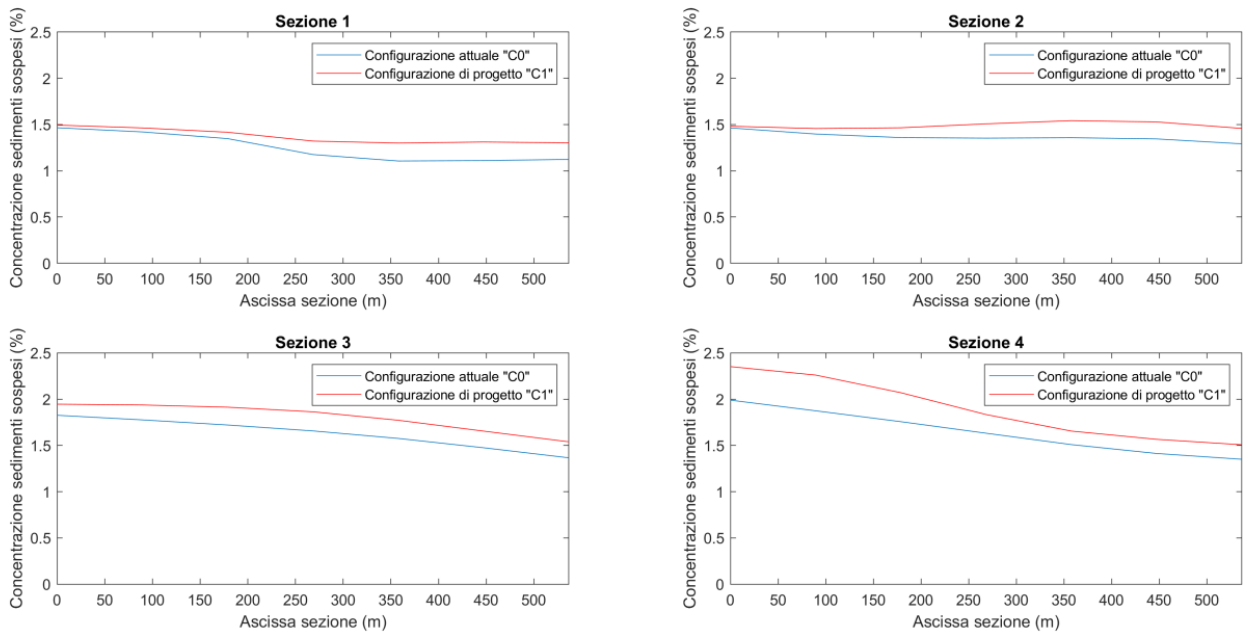 Sezione 1
Concentrazione sedimenti sospesi (%)
2.5
2
1.5
1
0.5
0
Configurazione attuale "C0"
Configurazione di progetto "C1"
0 50 100 150 200 250 300 350 400 450 500
Ascissa sezione (m)
Sezione 2
Concentrazione sedimenti sospesi (%)
2.5
2
1.5
1
0.5
0
Configurazione attuale "C0"
Configurazione di progetto "C1"
0 50 100 150 200 250 300 350 400 450 500
Ascissa sezione (m)
Sezione 3
Concentrazione sedimenti sospesi (%)
2.5
2
1.5
1
0.5
0
Configurazione attuale "C0"
Configurazione di progetto "C1"
0 50 100 150 200 250 300 350 400 450 500
Ascissa sezione (m)
Sezione 4
Concentrazione sedimenti sospesi (%)
2.5
2
1.5
1
0.5
0
Configurazione attuale "C0"
Configurazione di progetto "C1"
0 50 100 150 200 250 300 350 400 450 500
Ascissa sezione (m)